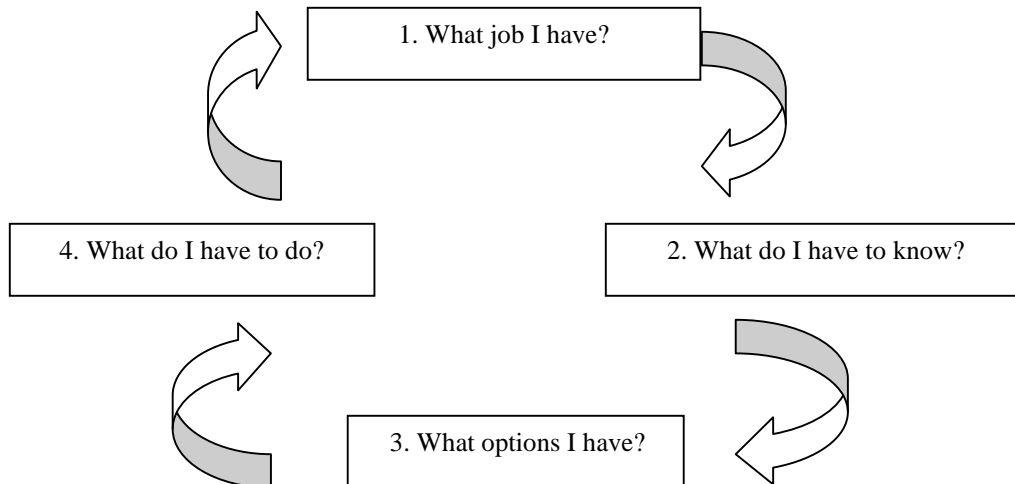 1. What job I have?
2. What do I have to know?
3. What options I have?
4. What do I have to do?